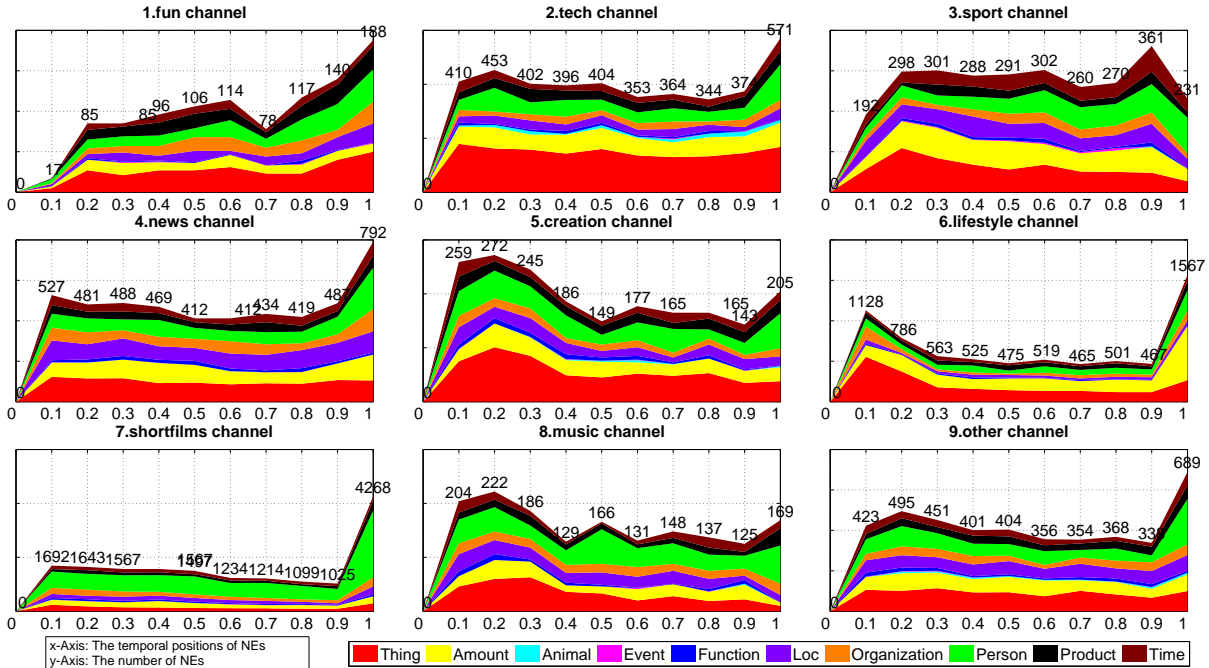 1.fun channel
188
140
117
114
106
96
85
78
17
0
0 0.1 0.2 0.3 0.4 0.5 0.6 0.7 0.8 0.9 1
2.tech channel
571
453
410 402 396 404
353 364 344 374
0
0 0.1 0.2 0.3 0.4 0.5 0.6 0.7 0.8 0.9 1
3.sport channel
361
298 301 288 291 302
260 270
192 231
0
0 0.1 0.2 0.3 0.4 0.5 0.6 0.7 0.8 0.9 1
4.news channel
792
527 481 488 469 412 412 434 419 487
0
0 0.1 0.2 0.3 0.4 0.5 0.6 0.7 0.8 0.9 1
5.creation channel
259 272 245 186 149 177 165 165 143 205
0
0 0.1 0.2 0.3 0.4 0.5 0.6 0.7 0.8 0.9 1
6.lifestyle channel
1567
1128 786 563 525 475 519 465 501 467
0
0 0.1 0.2 0.3 0.4 0.5 0.6 0.7 0.8 0.9 1
7.shortfilms channel
4268
1692 1643 1567 1567 1234 1214 1099 1025
0
0 0.1 0.2 0.3 0.4 0.5 0.6 0.7 0.8 0.9 1
8.music channel
204 222 186 129 166 131 148 137 125 169
0
0 0.1 0.2 0.3 0.4 0.5 0.6 0.7 0.8 0.9 1
9.other channel
689
423 495 451 401 404 356 354 368
0
0 0.1 0.2 0.3 0.4 0.5 0.6 0.7 0.8 0.9 1
x-Axis: The temporal positions of NEs
y-Axis: The number of NEs
Thing Amount Animal Event Function Loc Organization Person Product Time